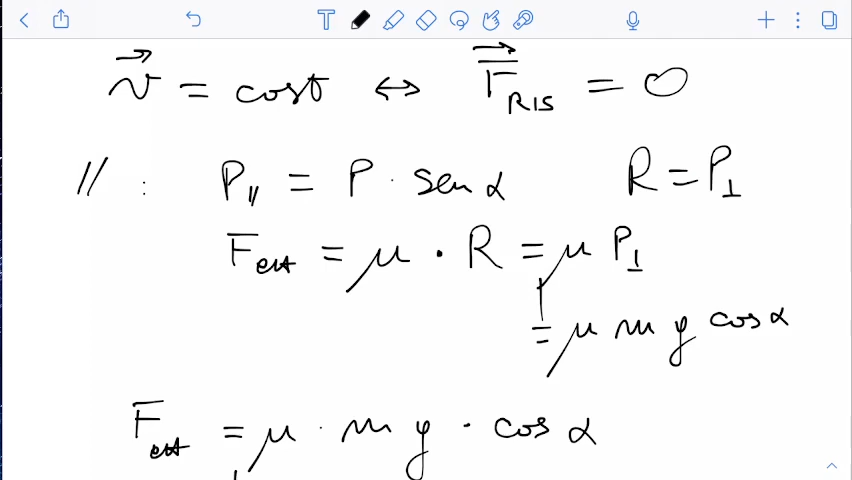 v⃗ = cost ↔ F⃗RIS = 0
// : P// = P · sen α R = P⊥
Fatt = μ · R = μ P⊥
= μ m g cos α
Fatt = μ · m g · cos α